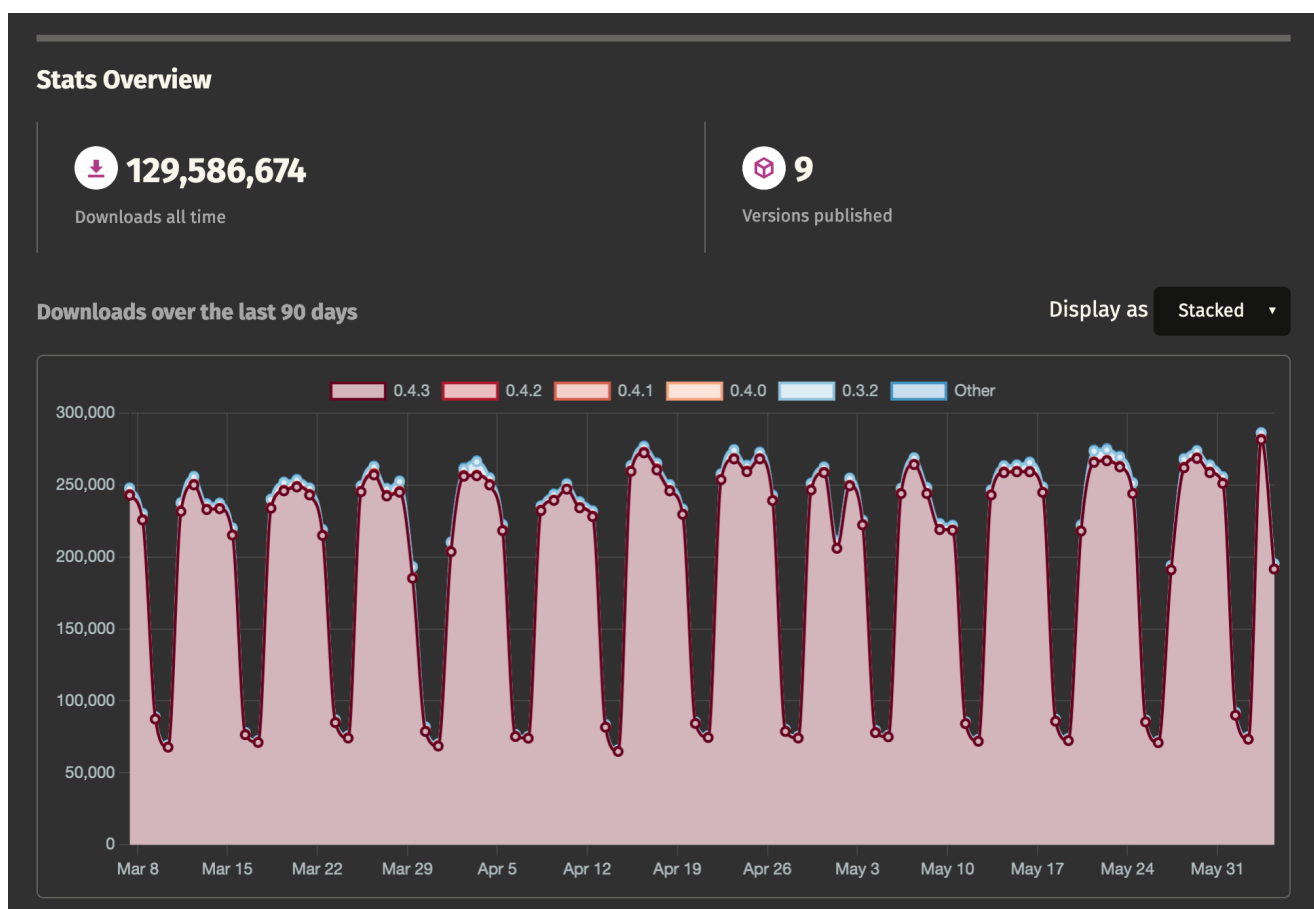 Stats Overview
129,586,674
Downloads all time
9
Versions published
Downloads over the last 90 days
Display as Stacked
0.4.3 0.4.2 0.4.1 0.4.0 0.3.2 Other
300,000
250,000
200,000
150,000
100,000
50,000
0
Mar 8 Mar 15 Mar 22 Mar 29 Apr 5 Apr 12 Apr 19 Apr 26 May 3 May 10 May 17 May 24 May 31